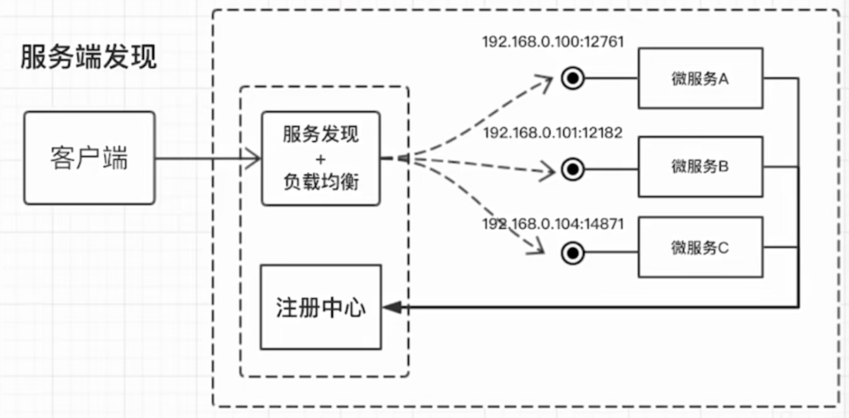 服务端发现
客户端
服务发现
+
负载均衡
注册中心
192.168.0.100:12761
微服务A
192.168.0.101:12182
微服务B
192.168.0.104:14871
微服务C